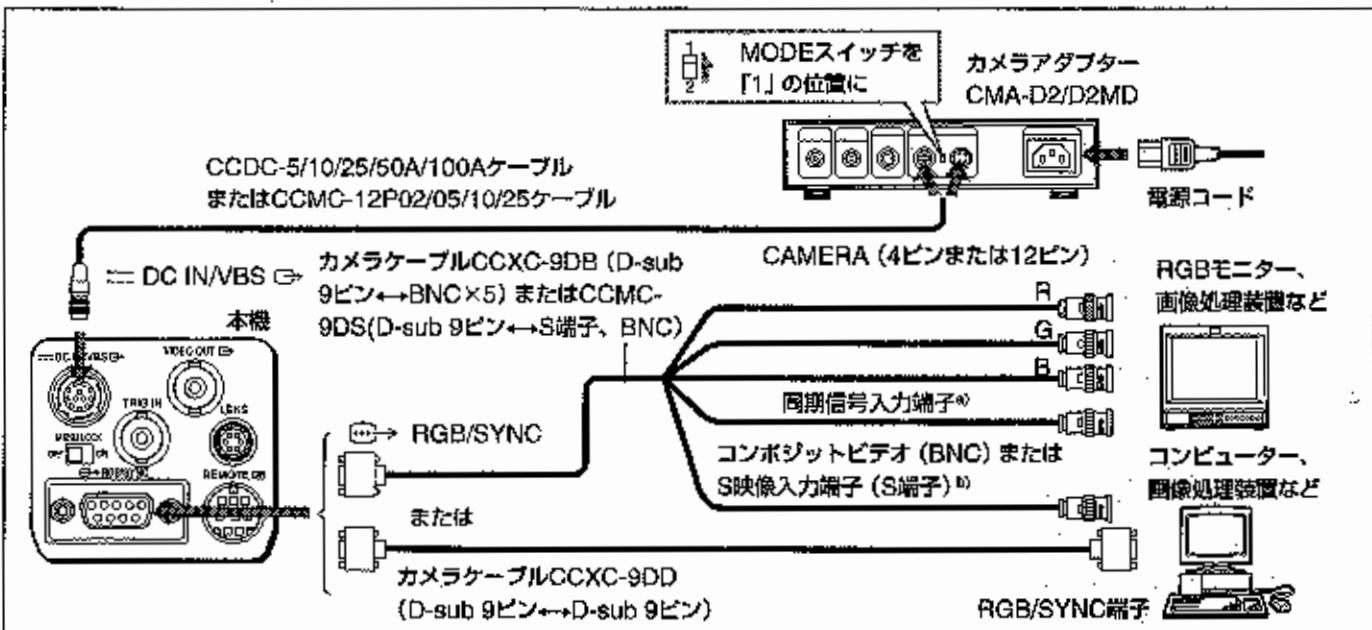 1
2
MODEスイッチを
「1」の位置に
カメラアダプター
CMA-D2/D2MD
電源コード
CCDC-5/10/25/50A/100Aケーブル
またはCCMC-12P02/05/10/25ケーブル
CAMERA（4ピンまたは12ピン）
DC IN/VBS
カメラケーブルCCXC-9DB（D-sub
9ピン↔BNC×5）またはCCMC-
9DS(D-sub 9ピン↔S端子、BNC）
本機
DC IN/VBS
VIDEO OUT
TRIG IN
LENS
REMOTE
RGB/SYNC
または
カメラケーブルCCXC-9DD
（D-sub 9ピン↔D-sub 9ピン）
R
G
B
同期信号入力端子a)
コンポジットビデオ（BNC）または
S映像入力端子（S端子）b)
RGBモニター、
画像処理装置など
コンピューター、
画像処理装置など
RGB/SYNC端子